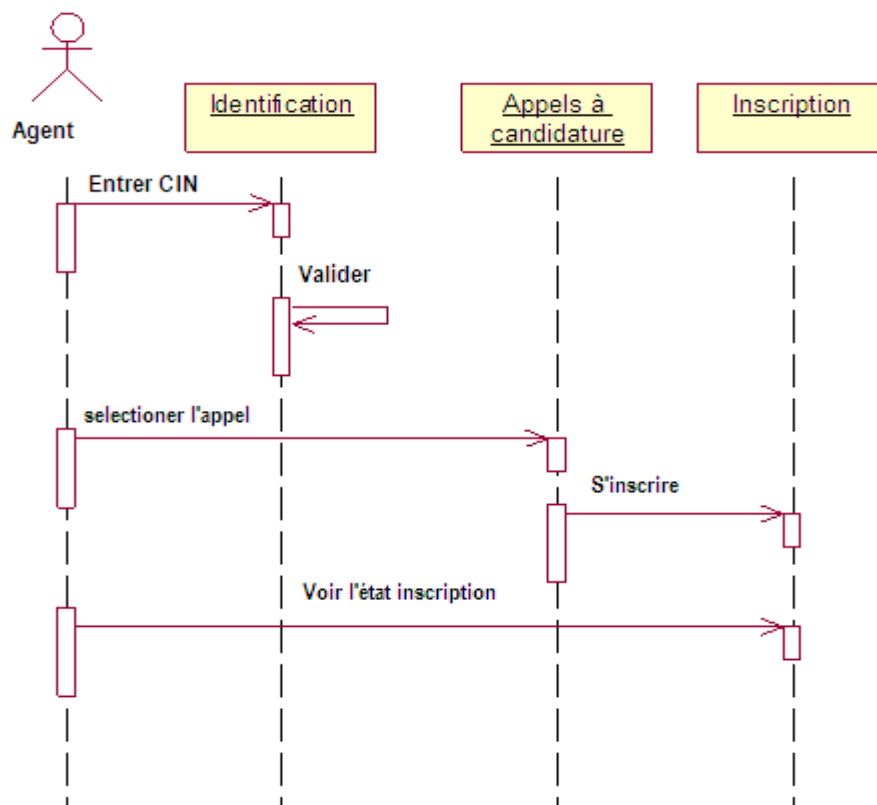 Agent
Identification
Appels à
candidature
Inscription
Entrer CIN
Valider
selectioner l'appel
S'inscrire
Voir l'état inscription